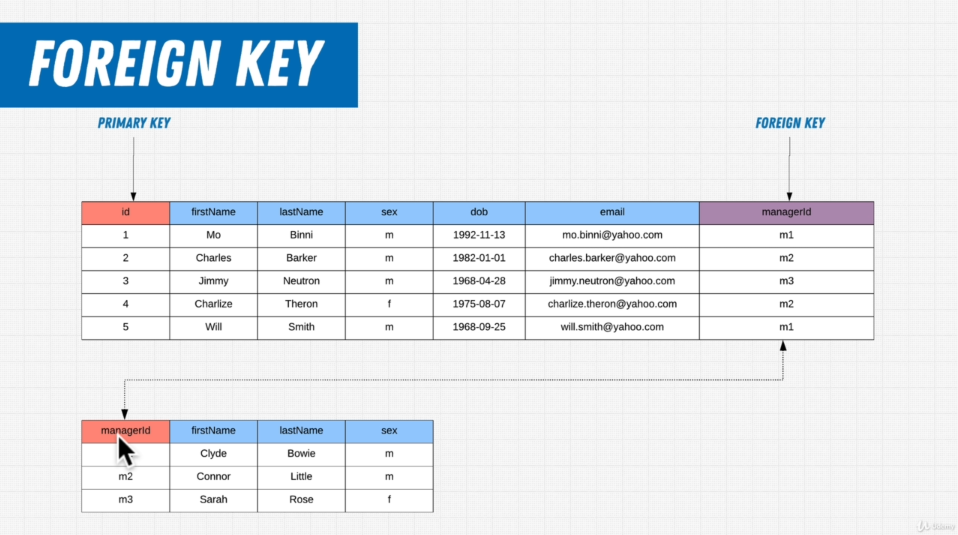 FOREIGN KEY
PRIMARY KEY FOREIGN KEY
id firstName lastName sex dob email managerId
1 Mo Binni m 1992-11-13 mo.binni@yahoo.com m1
2 Charles Barker m 1982-01-01 charles.barker@yahoo.com m2
3 Jimmy Neutron m 1968-04-28 jimmy.neutron@yahoo.com m3
4 Charlize Theron f 1975-08-07 charlize.theron@yahoo.com m2
5 Will Smith m 1968-09-25 will.smith@yahoo.com m1
managerId firstName lastName sex
Clyde Bowie m
m2 Connor Little m
m3 Sarah Rose f
Udemy